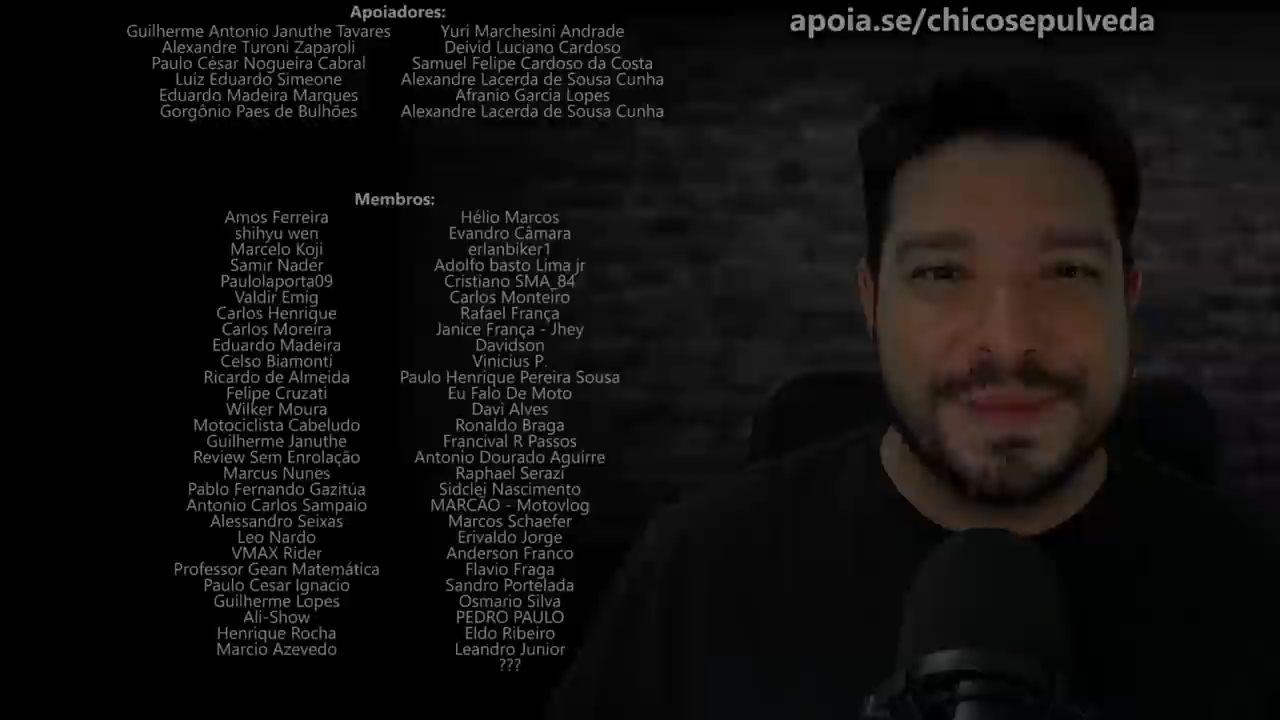 apoia.se/chicosepulveda
Apoiadores:
Guilherme Antonio Januthe Tavares
Alexandre Turoni Zaparoli
Paulo César Nogueira Cabral
Luiz Eduardo Simeone
Eduardo Madeira Marques
Gorgônio Paes de Bulhões
Yuri Marchesini Andrade
Deivid Luciano Cardoso
Samuel Felipe Cardoso da Costa
Alexandre Lacerda de Sousa Cunha
Afranio Garcia Lopes
Alexandre Lacerda de Sousa Cunha
Membros:
Amos Ferreira
shihyu wen
Marcelo Koji
Samir Nader
Paulolaporta09
Valdir Emig
Carlos Henrique
Carlos Moreira
Eduardo Madeira
Celso Biamonti
Ricardo de Almeida
Felipe Cruzati
Wilker Moura
Motociclista Cabeludo
Guilherme Januthe
Review Sem Enrolação
Marcus Nunes
Pablo Fernando Gazitúa
Antonio Carlos Sampaio
Alessandro Seixas
Leo Nardo
VMAX Rider
Professor Gean Matemática
Paulo Cesar Ignacio
Guilherme Lopes
Ali-Show
Henrique Rocha
Marcio Azevedo
Hélio Marcos
Evandro Câmara
erlanbiker1
Adolfo basto Lima jr
Cristiano SMA_84
Carlos Monteiro
Rafael França
Janice França - Jhey
Davidson
Vinicius P.
Paulo Henrique Pereira Sousa
Eu Falo De Moto
Davi Alves
Ronaldo Braga
Francival R Passos
Antonio Dourado Aguirre
Raphael Serazi
Sidclei Nascimento
MARCÃO - Motovlog
Marcos Schaefer
Erivaldo Jorge
Anderson Franco
Flavio Fraga
Sandro Portelada
Osmario Silva
PEDRO PAULO
Eldo Ribeiro
Leandro Junior
???